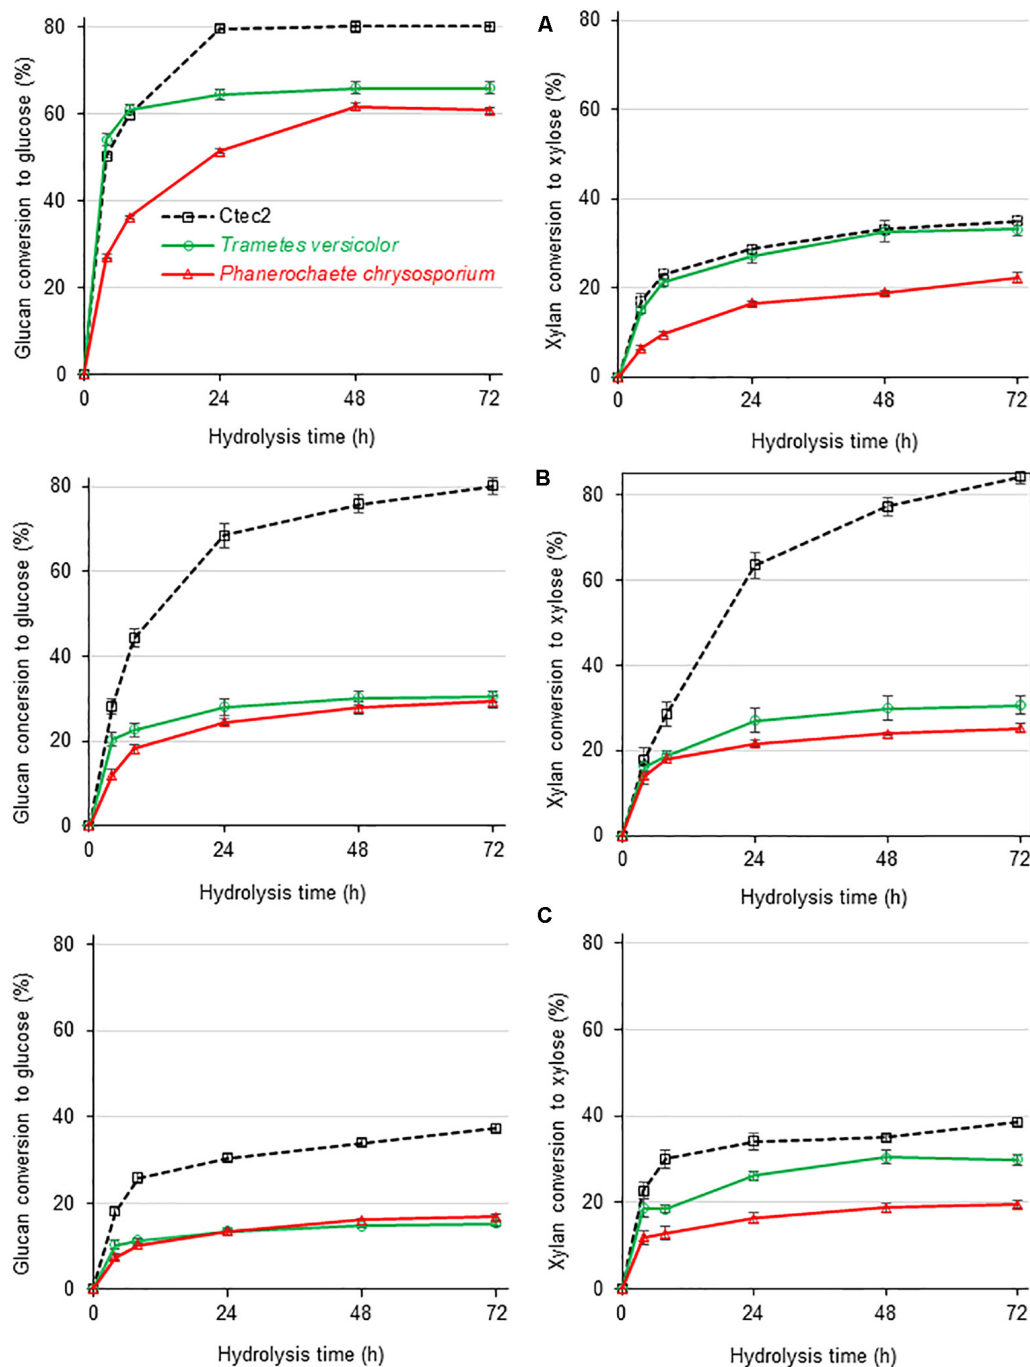 A
Glucan conversion to glucose (%)
80
60
40
20
0
0 24 48 72
Hydrolysis time (h)
Ctec2
Trametes versicolor
Phanerochaete chrysosporium
Xylan conversion to xylose (%)
80
60
40
20
0
0 24 48 72
Hydrolysis time (h)
B
Glucan concersion to glucose (%)
80
60
40
20
0
0 24 48 72
Hydrolysis time (h)
Xylan conversion to xylose (%)
80
60
40
20
0
0 24 48 72
Hydrolysis time (h)
C
Glucan conversion to glucose (%)
80
60
40
20
0
0 24 48 72
Hydrolysis time (h)
Xylan conversion to xylose (%)
80
60
40
20
0
0 24 48 72
Hydrolysis time (h)